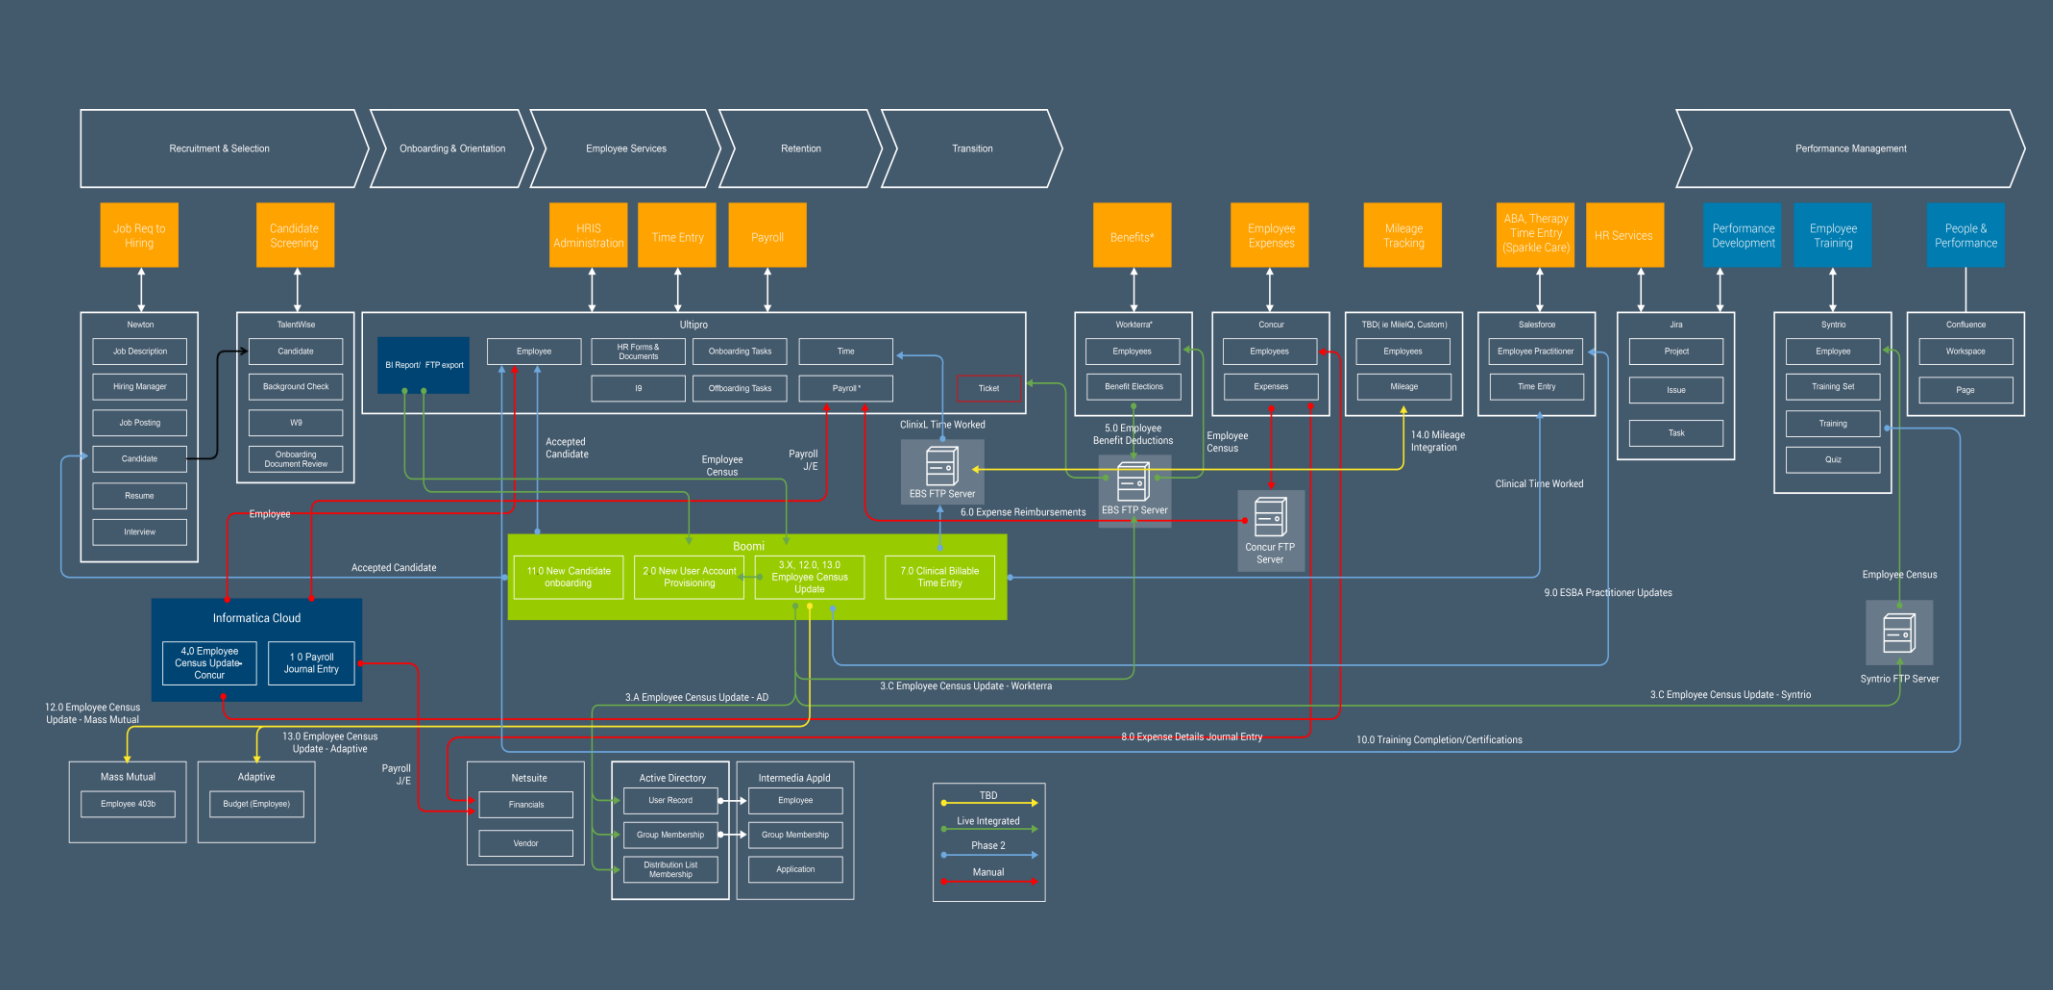 Recruitment & Selection
Onboarding & Orientation
Employee Services
Retention
Transition
Performance Management
Job Req to
Hiring
Candidate
Screening
HRIS
Administration
Time Entry
Payroll
Benefits*
Employee
Expenses
Mileage
Tracking
ABA, Therapy
Time Entry
(Sparkle Care)
HR Services
Performance
Development
Employee
Training
People &
Performance
Newton
Job Description
Hiring Manager
Job Posting
Candidate
Resume
Interview
TalentWise
Candidate
Background Check
W9
Onboarding
Document Review
Ultipro
BI Report/ FTP export
Employee
HR Forms &
Documents
I9
Onboarding Tasks
Offboarding Tasks
Time
Payroll *
Ticket
Workterra*
Employees
Benefit Elections
Concur
Employees
Expenses
TBD( ie MileIQ, Custom)
Employees
Mileage
Salesforce
Employee Practitioner
Time Entry
Jira
Project
Issue
Task
Syntrio
Employee
Training Set
Training
Quiz
Confluence
Workspace
Page
Accepted
Candidate
Employee
Census
Payroll
J/E
ClinixL Time Worked
EBS FTP Server
5.0 Employee
Benefit Deductions
Employee
Census
EBS FTP Server
14.0 Mileage
Integration
Clinical Time Worked
6.0 Expense Reimbursements
Concur FTP
Server
Employee
Accepted Candidate
Boomi
11 0 New Candidate
onboarding
2 0 New User Account
Provisioning
3.X, 12.0, 13.0
Employee Census
Update
7.0 Clinical Billable
Time Entry
Employee Census
9.0 ESBA Practitioner Updates
Syntrio FTP Server
Informatica Cloud
4.0 Employee
Census Update-
Concur
1 0 Payroll
Journal Entry
3.C Employee Census Update - Workterra
3.A Employee Census Update - AD
3.C Employee Census Update - Syntrio
12.0 Employee Census
Update - Mass Mutual
13.0 Employee Census
Update - Adaptive
8.0 Expense Details Journal Entry
10.0 Training Completion/Certifications
Payroll
J/E
Mass Mutual
Employee 403b
Adaptive
Budget (Employee)
Netsuite
Financials
Vendor
Active Directory
User Record
Group Membership
Distribution List
Membership
Intermedia AppId
Employee
Group Membership
Application
TBD
Live Integrated
Phase 2
Manual